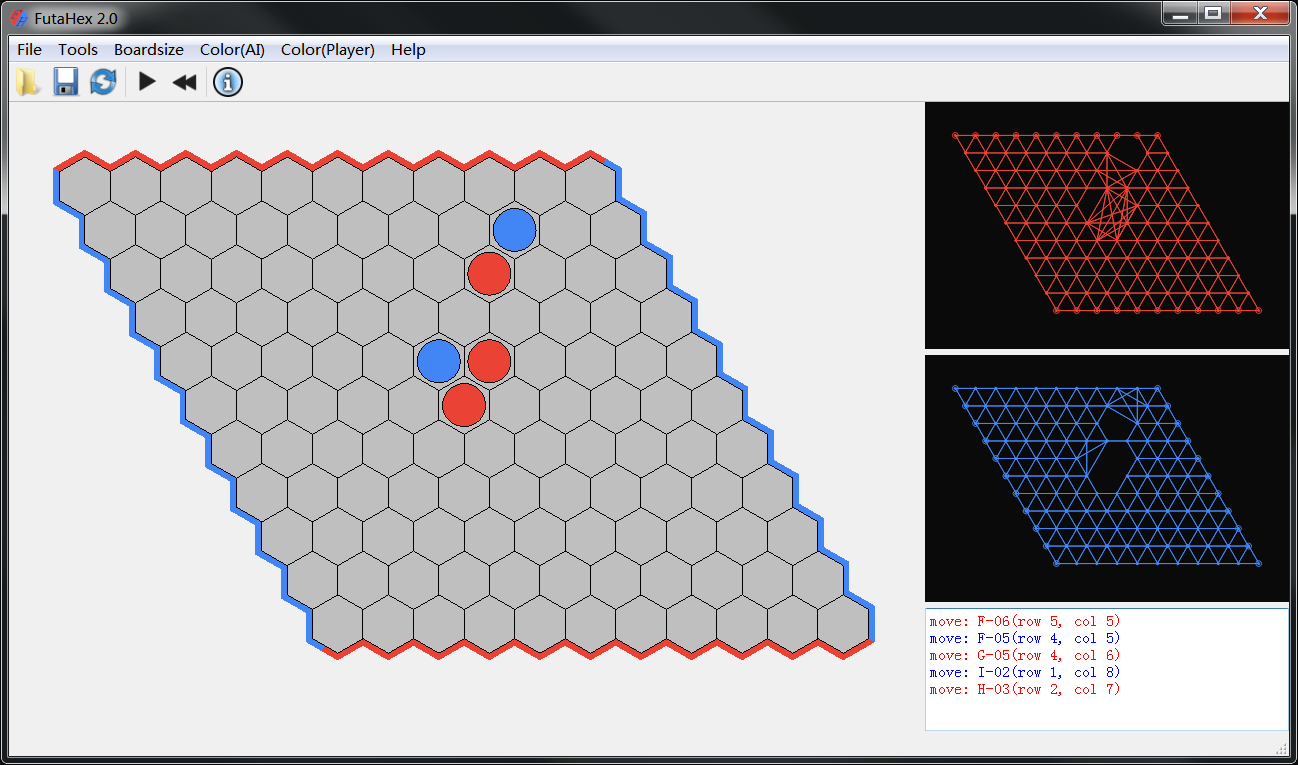 FutaHex 2.0
File Tools Boardsize Color(AI) Color(Player) Help
move: F-06(row 5, col 5)
move: F-05(row 4, col 5)
move: G-05(row 4, col 6)
move: I-02(row 1, col 8)
move: H-03(row 2, col 7)